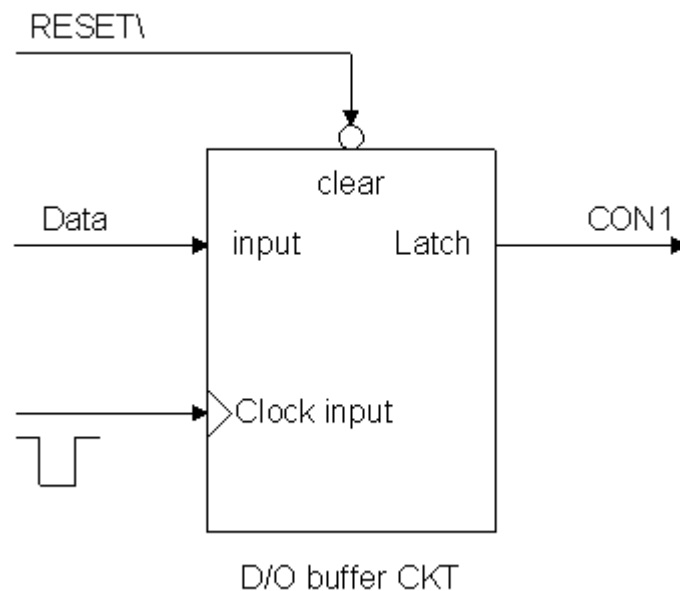 RESET\
clear
Data
input
Latch
CON1
Clock input
D/O buffer CKT